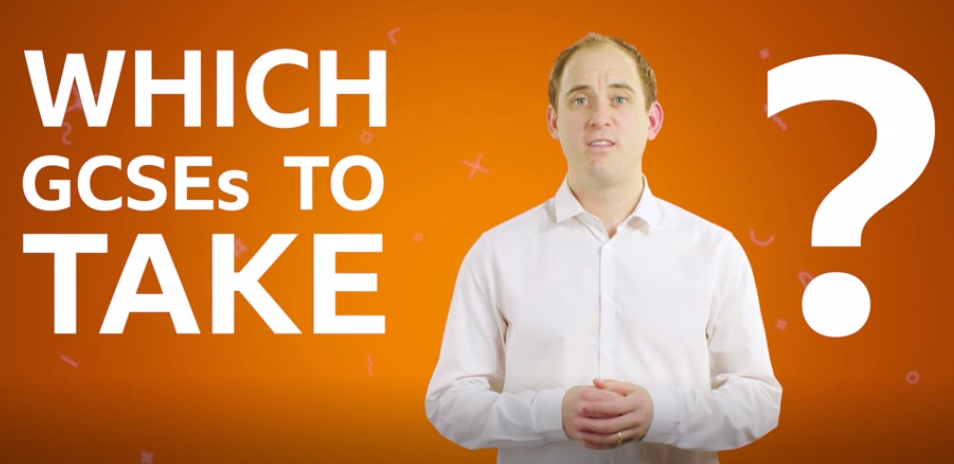 WHICH
GCSEs TO
TAKE
?